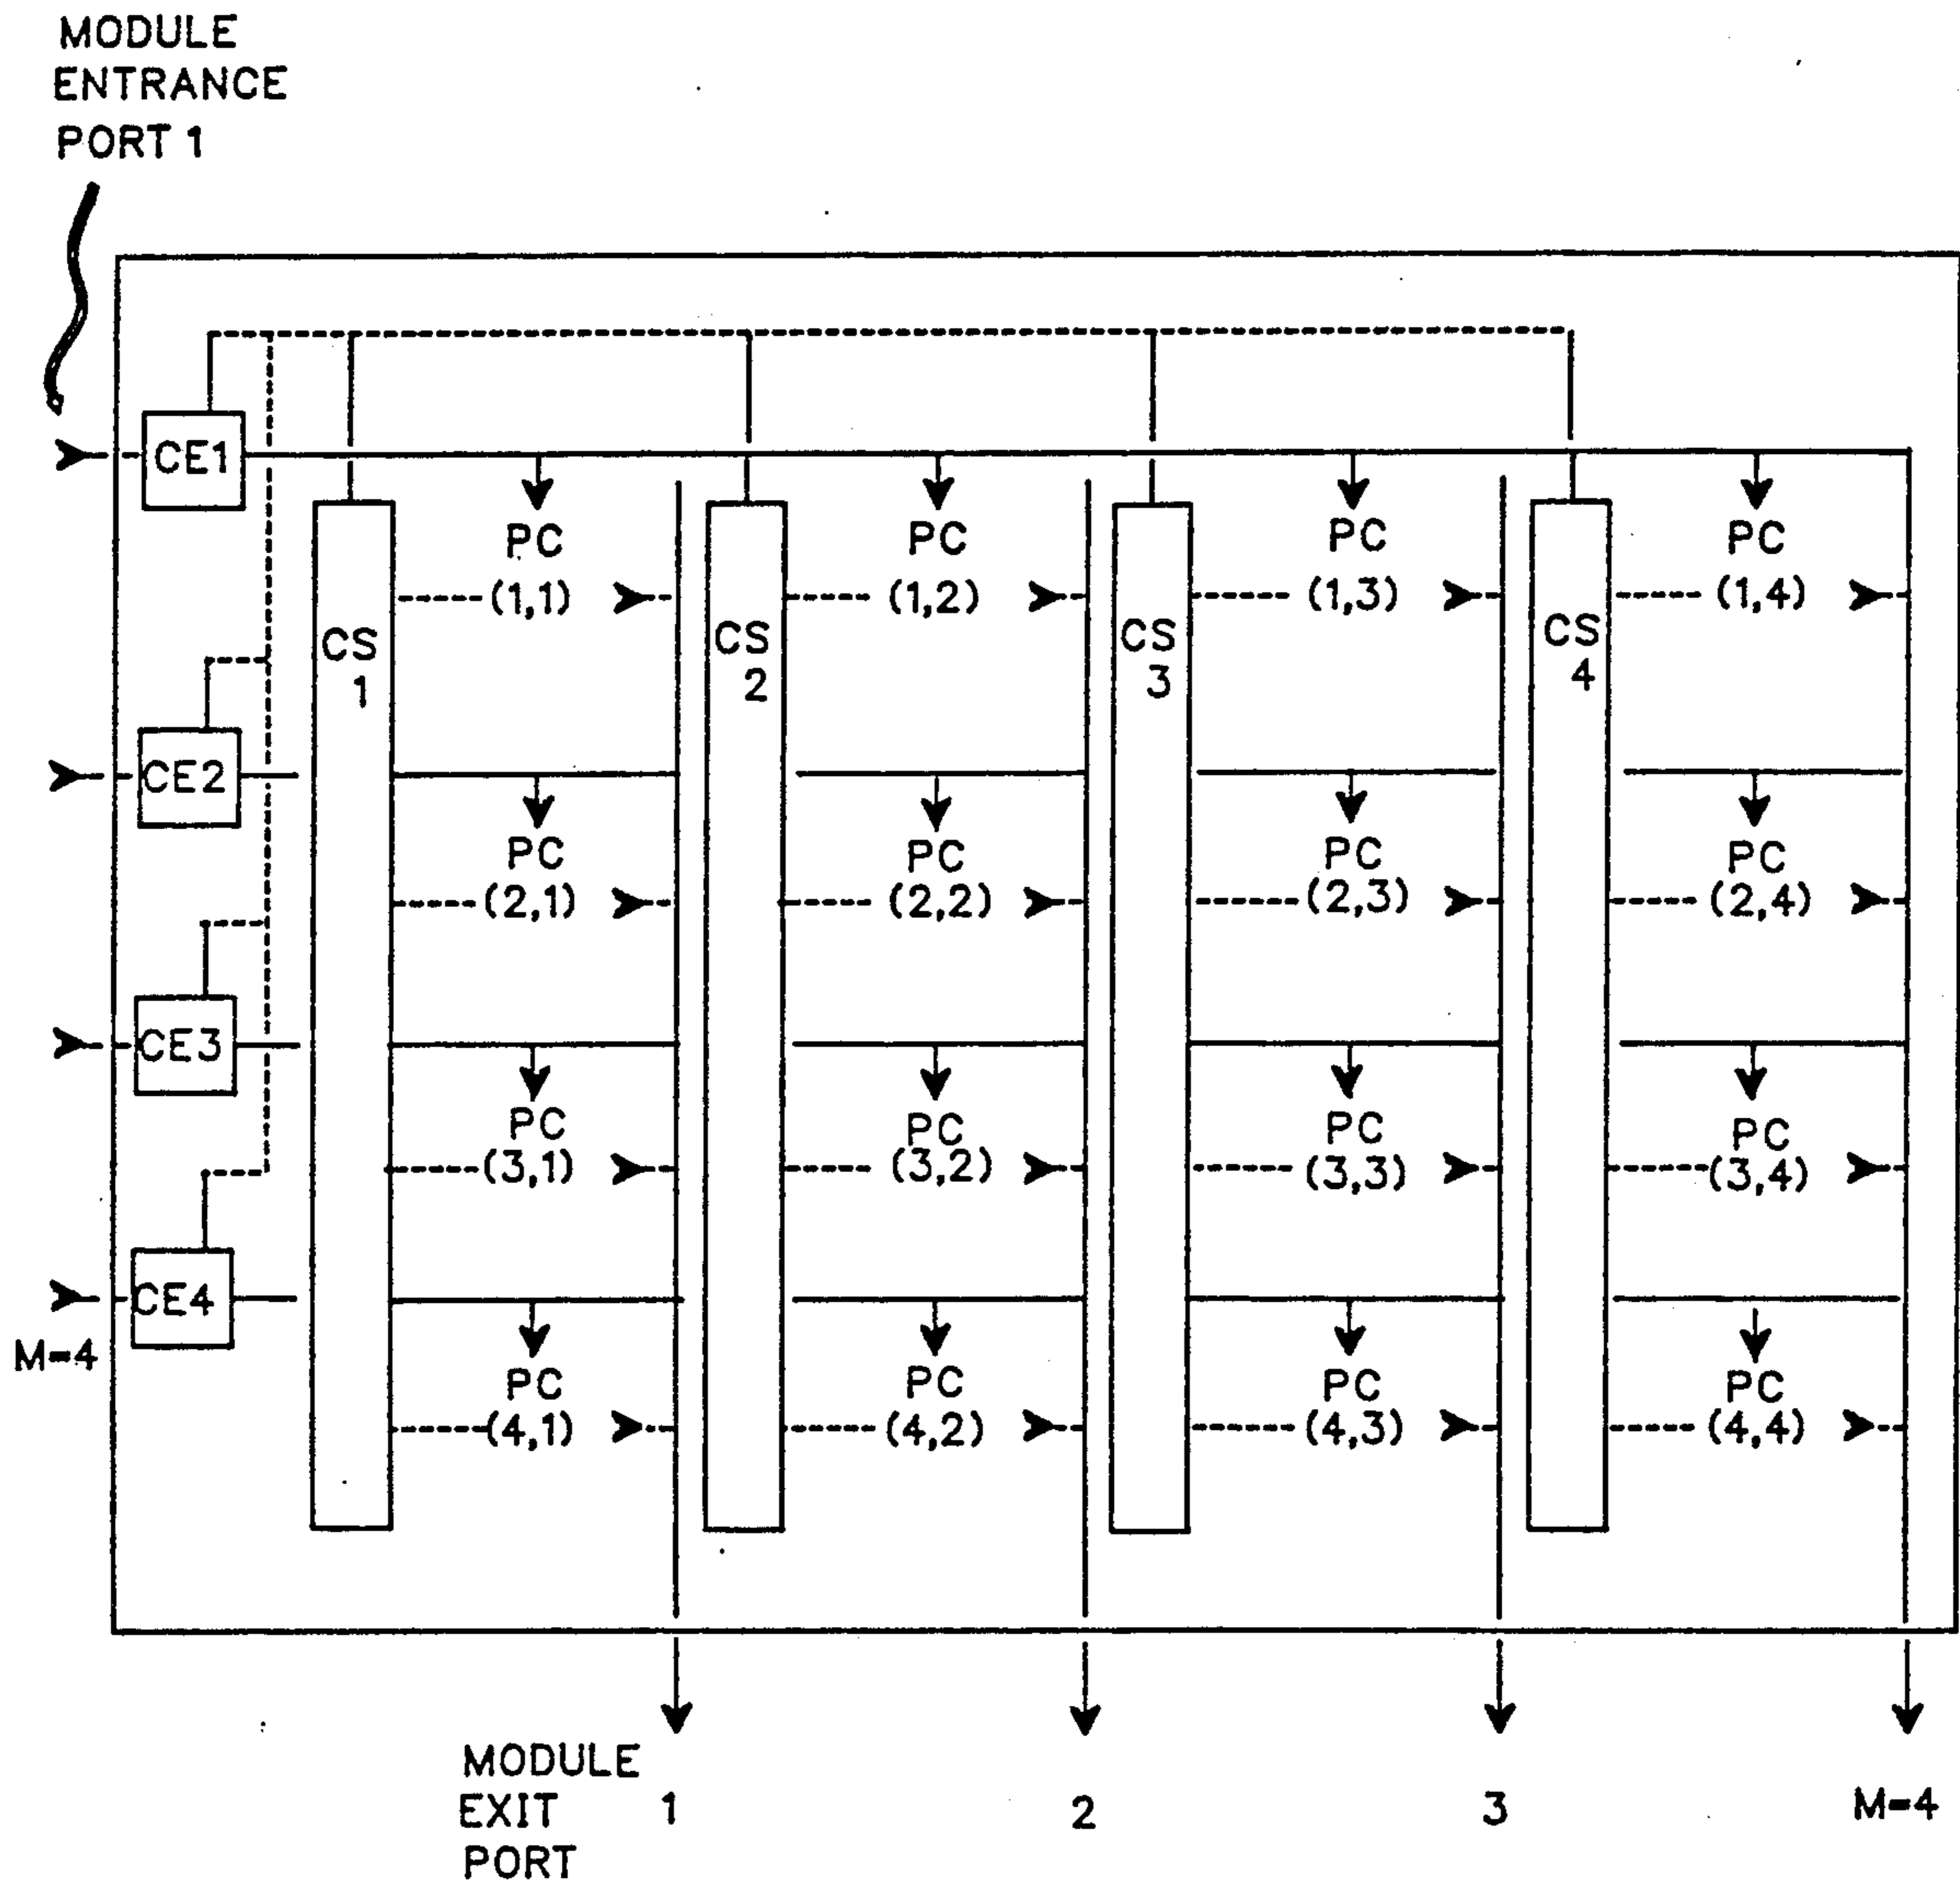 MODULE
ENTRANCE
PORT 1
CE1
PC
PC
PC
PC
(1,1)
(1,2)
(1,3)
(1,4)
CS
1
CS
2
CS
3
CS
4
CE2
PC
PC
PC
PC
(2,1)
(2,2)
(2,3)
(2,4)
CE3
PC
PC
PC
PC
(3,1)
(3,2)
(3,3)
(3,4)
CE4
M=4
PC
PC
PC
PC
(4,1)
(4,2)
(4,3)
(4,4)
MODULE
EXIT
PORT
1
2
3
M=4